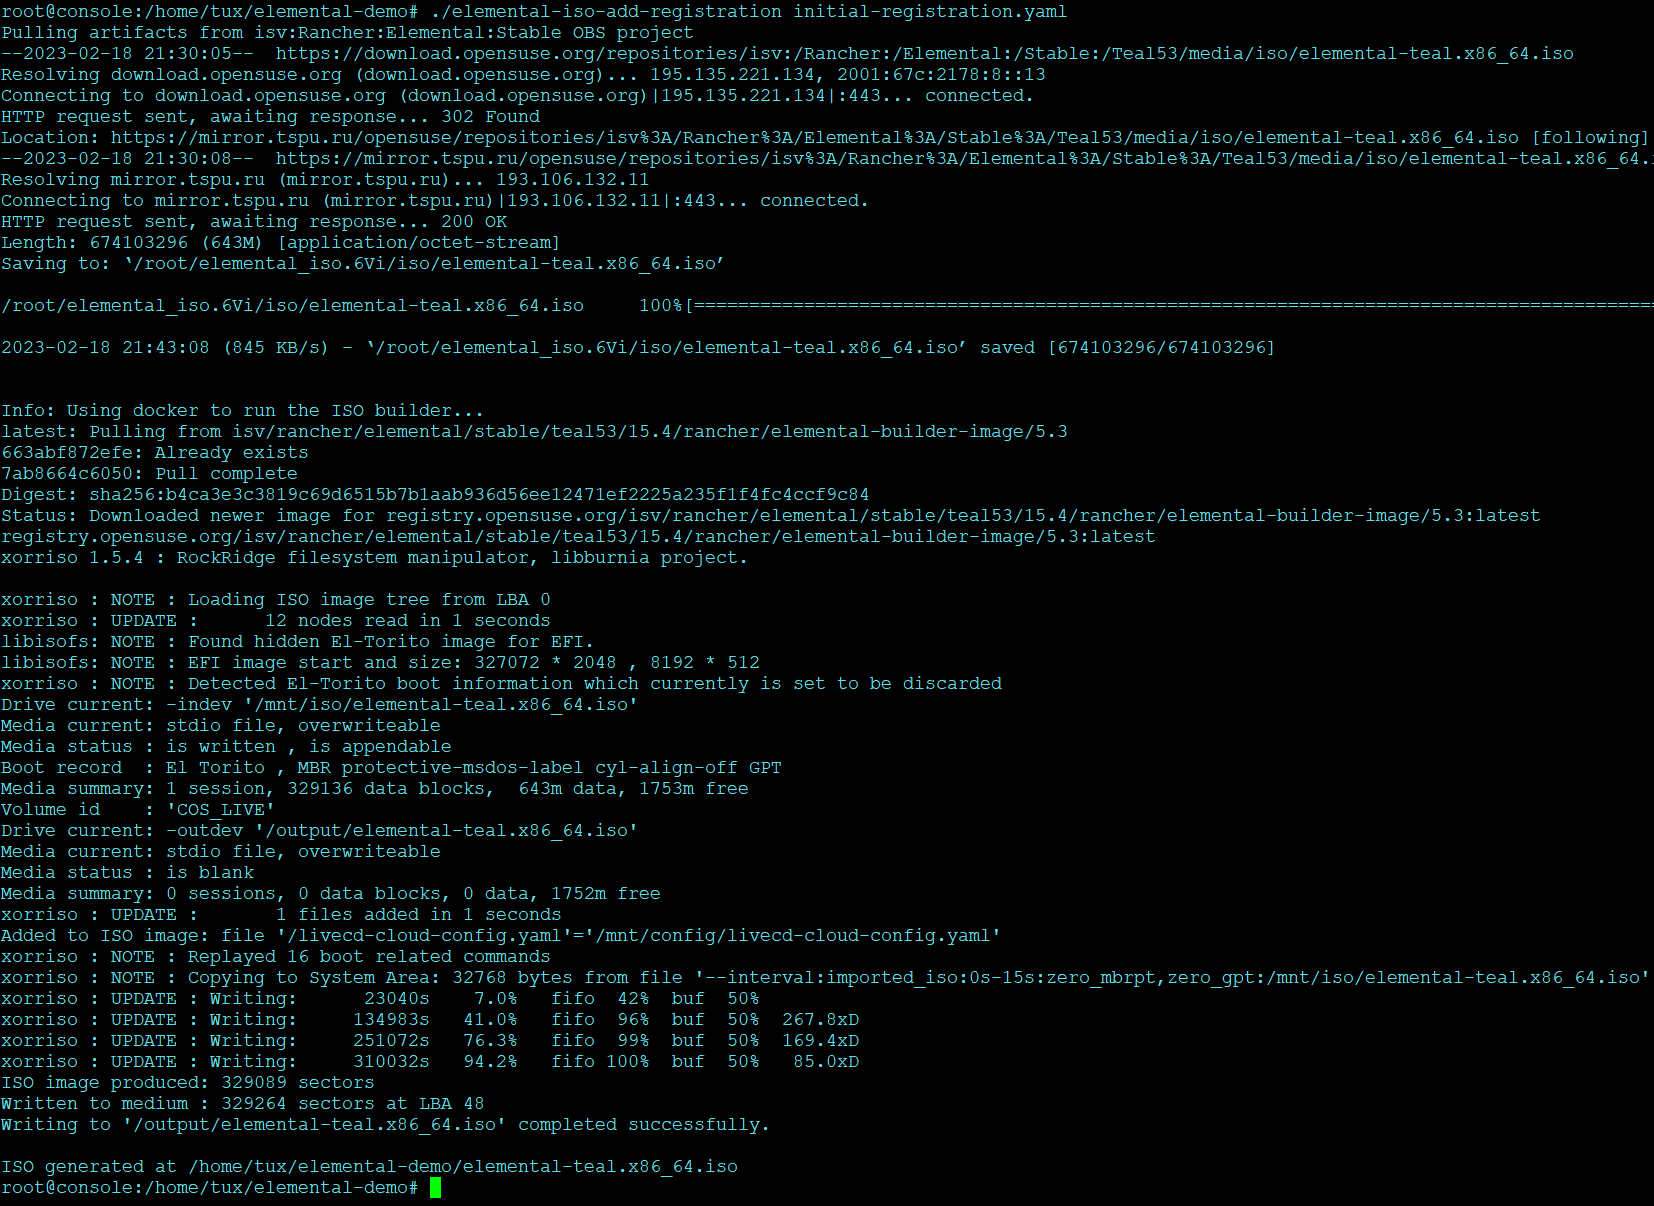 root@console:/home/tux/elemental-demo# ./elemental-iso-add-registration initial-registration.yaml
Pulling artifacts from isv:Rancher:Elemental:Stable OBS project
--2023-02-18 21:30:05--  https://download.opensuse.org/repositories/isv:/Rancher:/Elemental:/Stable:/Teal53/media/iso/elemental-teal.x86_64.iso
Resolving download.opensuse.org (download.opensuse.org)... 195.135.221.134, 2001:67c:2178:8::13
Connecting to download.opensuse.org (download.opensuse.org)|195.135.221.134|:443... connected.
HTTP request sent, awaiting response... 302 Found
Location: https://mirror.tspu.ru/opensuse/repositories/isv%3A/Rancher%3A/Elemental%3A/Stable%3A/Teal53/media/iso/elemental-teal.x86_64.iso [following]
--2023-02-18 21:30:08--  https://mirror.tspu.ru/opensuse/repositories/isv%3A/Rancher%3A/Elemental%3A/Stable%3A/Teal53/media/iso/elemental-teal.x86_64.
Resolving mirror.tspu.ru (mirror.tspu.ru)... 193.106.132.11
Connecting to mirror.tspu.ru (mirror.tspu.ru)|193.106.132.11|:443... connected.
HTTP request sent, awaiting response... 200 OK
Length: 674103296 (643M) [application/octet-stream]
Saving to: ‘/root/elemental_iso.6Vi/iso/elemental-teal.x86_64.iso’
/root/elemental_iso.6Vi/iso/elemental-teal.x86_64.iso     100%[=======================================================================================
2023-02-18 21:43:08 (845 KB/s) - ‘/root/elemental_iso.6Vi/iso/elemental-teal.x86_64.iso’ saved [674103296/674103296]
Info: Using docker to run the ISO builder...
latest: Pulling from isv/rancher/elemental/stable/teal53/15.4/rancher/elemental-builder-image/5.3
663abf872efe: Already exists
7ab8664c6050: Pull complete
Digest: sha256:b4ca3e3c3819c69d6515b7b1aab936d56ee12471ef2225a235f1f4fc4ccf9c84
Status: Downloaded newer image for registry.opensuse.org/isv/rancher/elemental/stable/teal53/15.4/rancher/elemental-builder-image/5.3:latest
registry.opensuse.org/isv/rancher/elemental/stable/teal53/15.4/rancher/elemental-builder-image/5.3:latest
xorriso 1.5.4 : RockRidge filesystem manipulator, libburnia project.
xorriso : NOTE : Loading ISO image tree from LBA 0
xorriso : UPDATE :      12 nodes read in 1 seconds
libisofs: NOTE : Found hidden El-Torito image for EFI.
libisofs: NOTE : EFI image start and size: 327072 * 2048 , 8192 * 512
xorriso : NOTE : Detected El-Torito boot information which currently is set to be discarded
Drive current: -indev '/mnt/iso/elemental-teal.x86_64.iso'
Media current: stdio file, overwriteable
Media status : is written , is appendable
Boot record  : El Torito , MBR protective-msdos-label cyl-align-off GPT
Media summary: 1 session, 329136 data blocks,  643m data, 1753m free
Volume id    : 'COS_LIVE'
Drive current: -outdev '/output/elemental-teal.x86_64.iso'
Media current: stdio file, overwriteable
Media status : is blank
Media summary: 0 sessions, 0 data blocks, 0 data, 1752m free
xorriso : UPDATE :       1 files added in 1 seconds
Added to ISO image: file '/livecd-cloud-config.yaml'='/mnt/config/livecd-cloud-config.yaml'
xorriso : NOTE : Replayed 16 boot related commands
xorriso : NOTE : Copying to System Area: 32768 bytes from file '--interval:imported_iso:0s-15s:zero_mbrpt,zero_gpt:/mnt/iso/elemental-teal.x86_64.iso'
xorriso : UPDATE : Writing:      23040s    7.0%   fifo  42%  buf  50%
xorriso : UPDATE : Writing:     134983s   41.0%   fifo  96%  buf  50%  267.8xD
xorriso : UPDATE : Writing:     251072s   76.3%   fifo  99%  buf  50%  169.4xD
xorriso : UPDATE : Writing:     310032s   94.2%   fifo 100%  buf  50%   85.0xD
ISO image produced: 329089 sectors
Written to medium : 329264 sectors at LBA 48
Writing to '/output/elemental-teal.x86_64.iso' completed successfully.
ISO generated at /home/tux/elemental-demo/elemental-teal.x86_64.iso
root@console:/home/tux/elemental-demo#